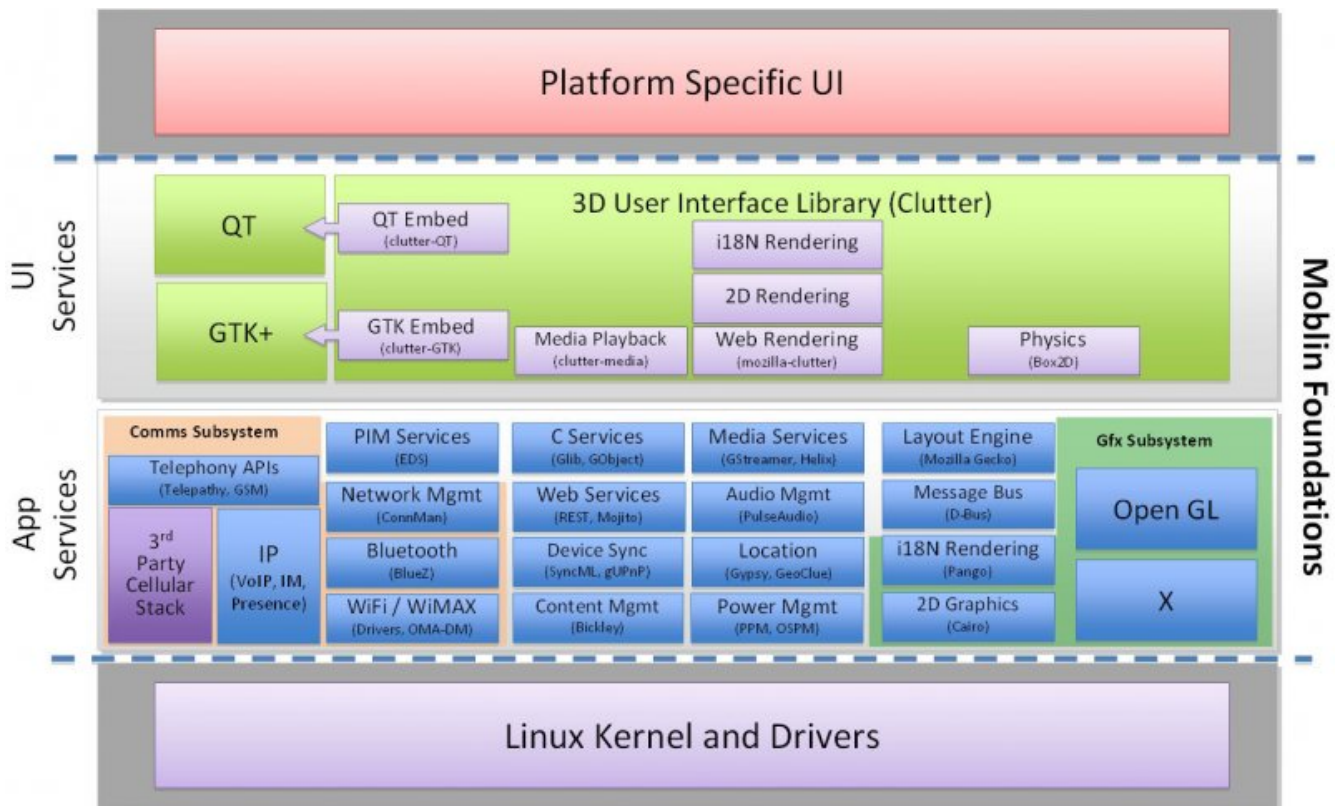 Platform Specific UI
UI
Services
QT
GTK+
3D User Interface Library (Clutter)
QT Embed
(clutter-QT)
GTK Embed
(clutter-GTK)
Media Playback
(clutter-media)
i18N Rendering
2D Rendering
Web Rendering
(mozilla-clutter)
Physics
(Box2D)
Moblin Foundations
App
Services
Comms Subsystem
Telephony APIs
(Telepathy, GSM)
3rd
Party
Cellular
Stack
IP
(VoIP, IM,
Presence)
PIM Services
(EDS)
Network Mgmt
(ConnMan)
Bluetooth
(BlueZ)
WiFi / WiMAX
(Drivers, OMA-DM)
C Services
(Glib, GObject)
Web Services
(REST, Mojito)
Device Sync
(SyncML, gUPnP)
Content Mgmt
(Bickley)
Media Services
(GStreamer, Helix)
Audio Mgmt
(PulseAudio)
Location
(Gypsy, GeoClue)
Power Mgmt
(PPM, OSPM)
Layout Engine
(Mozilla Gecko)
Message Bus
(D-Bus)
i18N Rendering
(Pango)
2D Graphics
(Cairo)
Gfx Subsystem
Open GL
X
Linux Kernel and Drivers